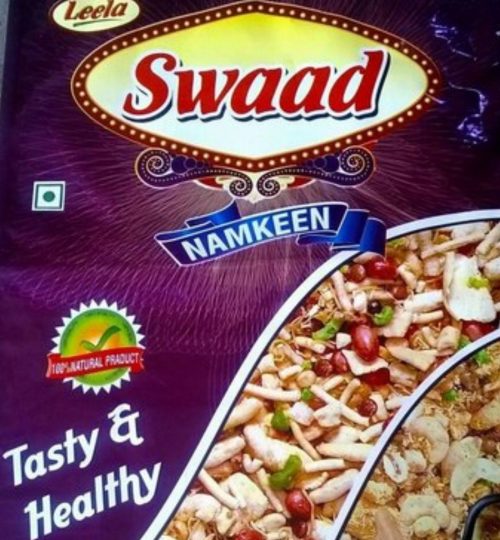 Leela
Swaad
NAMKEEN
100% NATURAL PRODUCT
Tasty &
Healthy